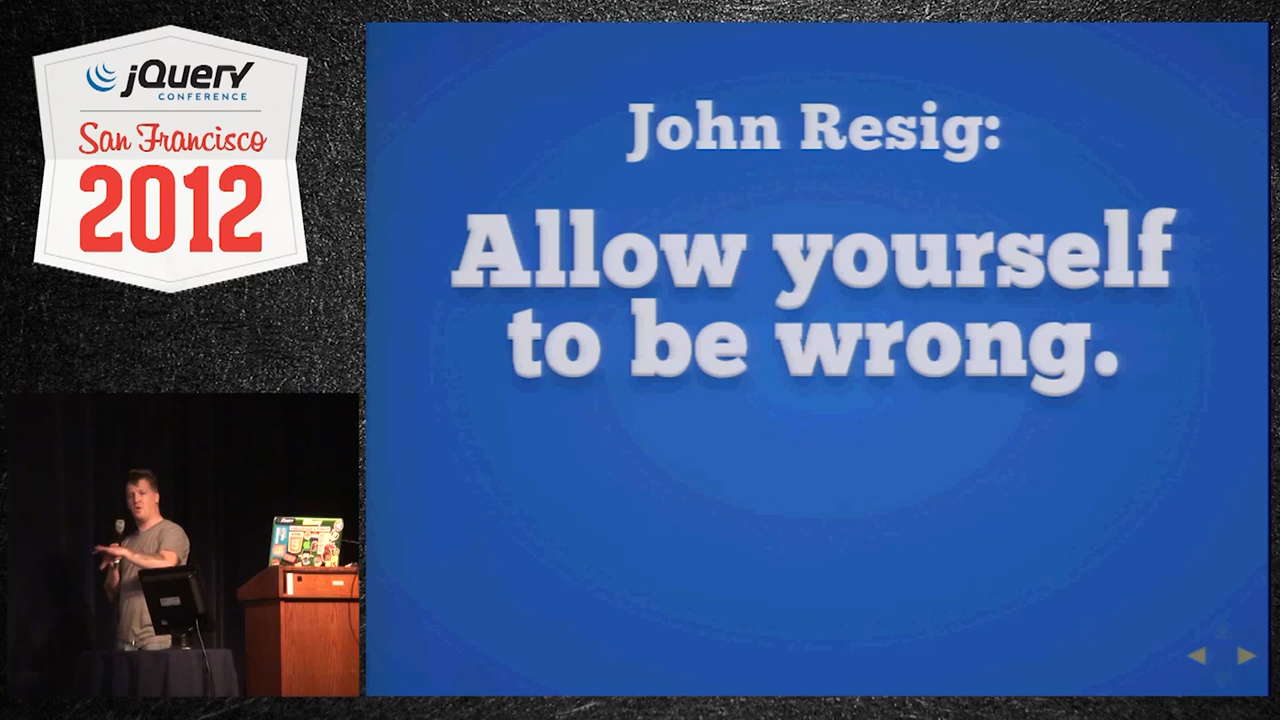 jQuery
CONFERENCE
San Francisco
2012
John Resig:
Allow yourself
to be wrong.